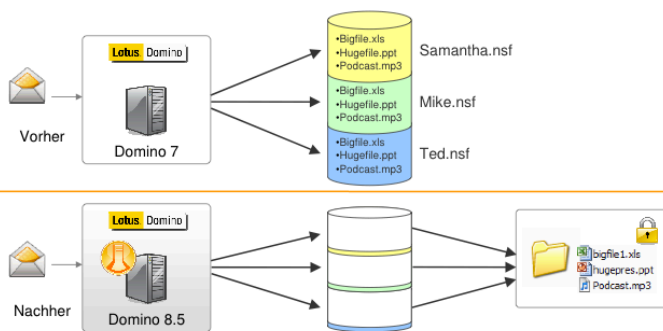 Lotus. Domino
Vorher
Domino 7
•Bigfile.xls
•Hugefile.ppt
•Podcast.mp3
Samantha.nsf
•Bigfile.xls
•Hugefile.ppt
•Podcast.mp3
Mike.nsf
•Bigfile.xls
•Hugefile.ppt
•Podcast.mp3
Ted.nsf
Lotus. Domino
Nachher
Domino 8.5
bigfile1.xls
hugepres.ppt
Podcast.mp3